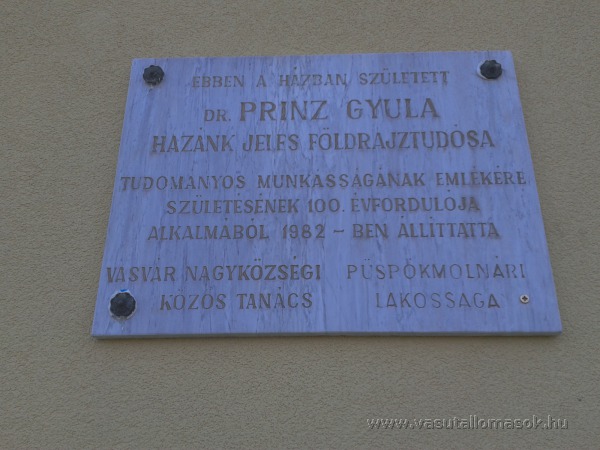 EBBEN A HÁZBAN SZÜLETETT
DR. PRINZ GYULA
HAZÁNK JELES FÖLDRAJZTUDÓSA
TUDOMÁNYOS MUNKÁSSÁGÁNAK EMLÉKÉRE
SZÜLETÉSÉNEK 100. ÉVFORDULÓJA
ALKALMÁBÓL 1982 - BEN ÁLLÍTTATTA
VASVÁR NAGYKÖZSÉGI PÜSPÖKMOLNÁRI
KÖZÖS TANÁCS LAKOSSÁGA
www.vasutallomasok.hu